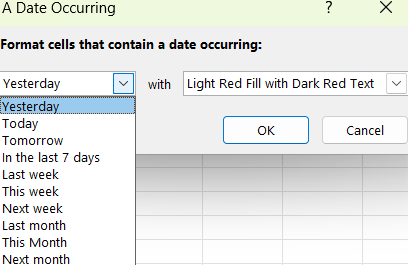 A Date Occurring ?
Format cells that contain a date occurring:
Yesterday with Light Red Fill with Dark Red Text
Yesterday
Today
Tomorrow
In the last 7 days
Last week
This week
Next week
Last month
This Month
Next month
OK Cancel